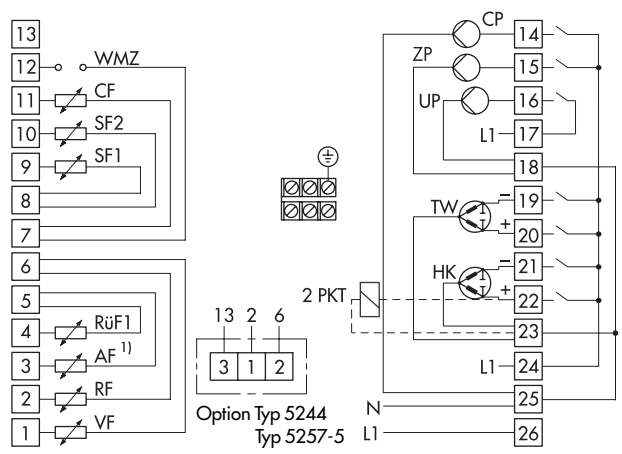 13
12 WMZ
11 CF
10 SF2
9 SF1
8
7
6
5
4 RüF1
3 AF 1)
2 RF
1 VF
13 2 6
3 1 2
Option Typ 5244
Typ 5257-5
CP 14
ZP 15
UP 16
L1 17
18
TW – 19
+ 20
HK – 21
2 PKT + 22
23
L1 24
N 25
L1 26